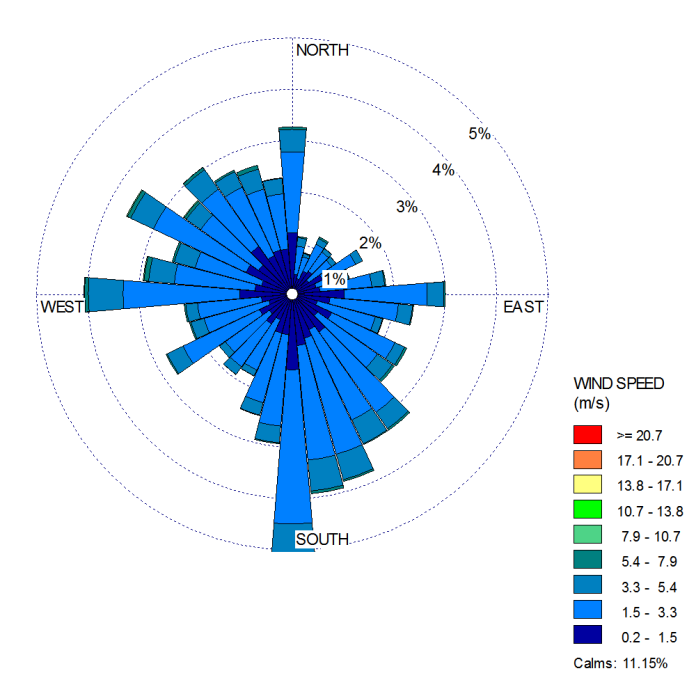 NORTH
5%
4%
3%
2%
1%
WEST
EAST
SOUTH
WIND SPEED
(m/s)
>= 20.7
17.1 - 20.7
13.8 - 17.1
10.7 - 13.8
7.9 - 10.7
5.4 - 7.9
3.3 - 5.4
1.5 - 3.3
0.2 - 1.5
Calms: 11.15%